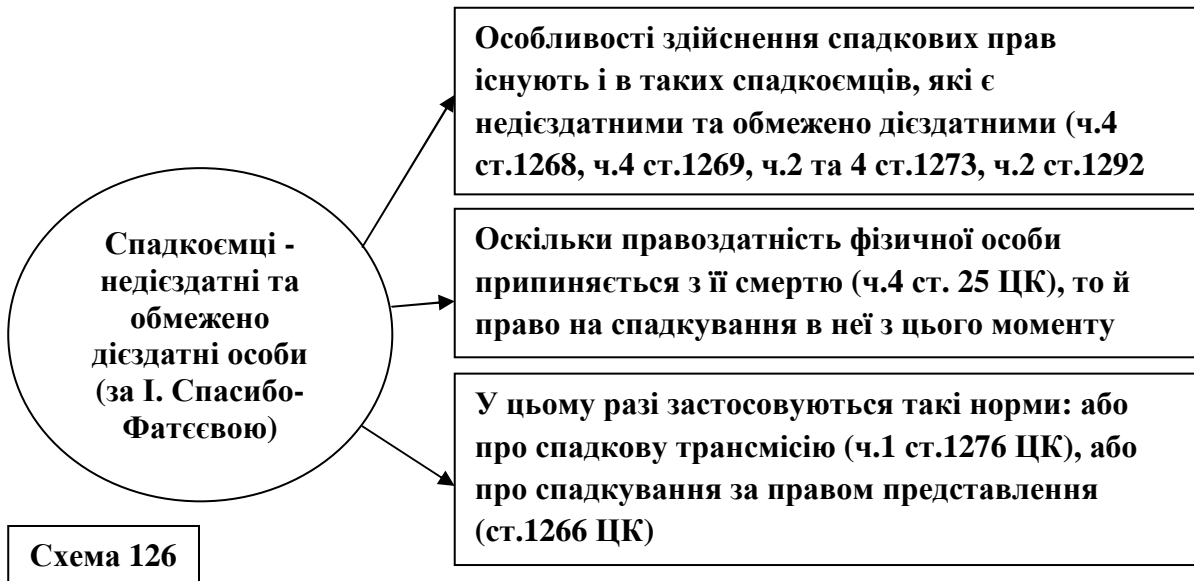 Спадкоємці -
недієздатні та
обмежено
дієздатні особи
(за І. Спасибо-
Фатєєвою)
Особливості здійснення спадкових прав
існують і в таких спадкоємців, які є
недієздатними та обмежено дієздатними (ч.4
ст.1268, ч.4 ст.1269, ч.2 та 4 ст.1273, ч.2 ст.1292
Оскільки правоздатність фізичної особи
припиняється з її смертю (ч.4 ст. 25 ЦК), то й
право на спадкування в неї з цього моменту
У цьому разі застосовуються такі норми: або
про спадкову трансмісію (ч.1 ст.1276 ЦК), або
про спадкування за правом представлення
(ст.1266 ЦК)
Схема 126